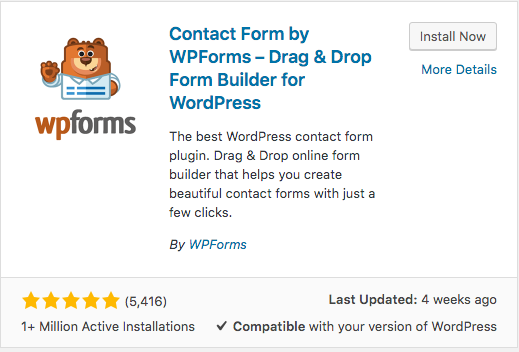 Contact Form by
WPForms – Drag & Drop
Form Builder for
WordPress
Install Now
More Details
wpforms
The best WordPress contact form
plugin. Drag & Drop online form
builder that helps you create
beautiful contact forms with just a
few clicks.
By WPForms
(5,416)
Last Updated: 4 weeks ago
1+ Million Active Installations
Compatible with your version of WordPress